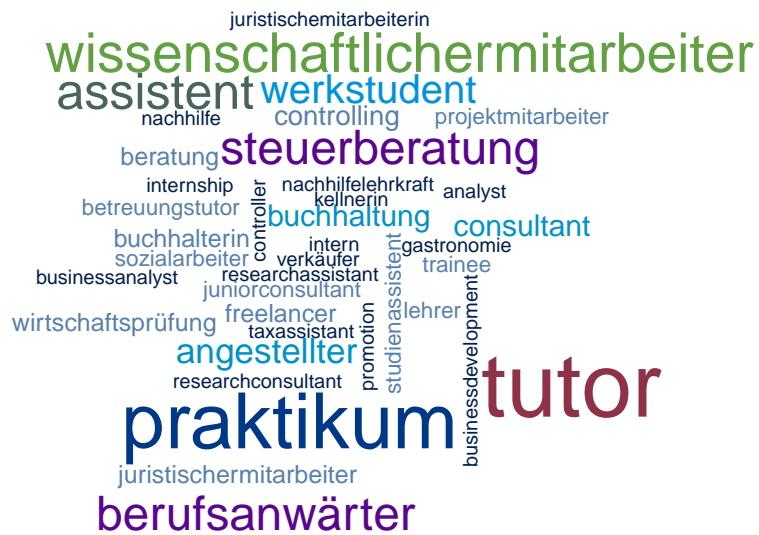 juristischemitarbeiterin
wissenschaftlichermitarbeiter
assistent werkstudent
nachhilfe controlling projektmitarbeiter
beratung steuerberatung
internship nachhilfelehrkraft analyst
kellnerin
betreuungstutor controller buchhaltung consultant
buchhalterin intern gastronomie
sozialarbeiter verkäufer trainee
businessanalyst researchassistant
juniorconsultant studienassistent
wirtschaftsprüfung freelancer lehrer
taxassistant promotion businessdevelopment
angestellter
researchconsultant tutor
praktikum
juristischermitarbeiter
berufsanwärter